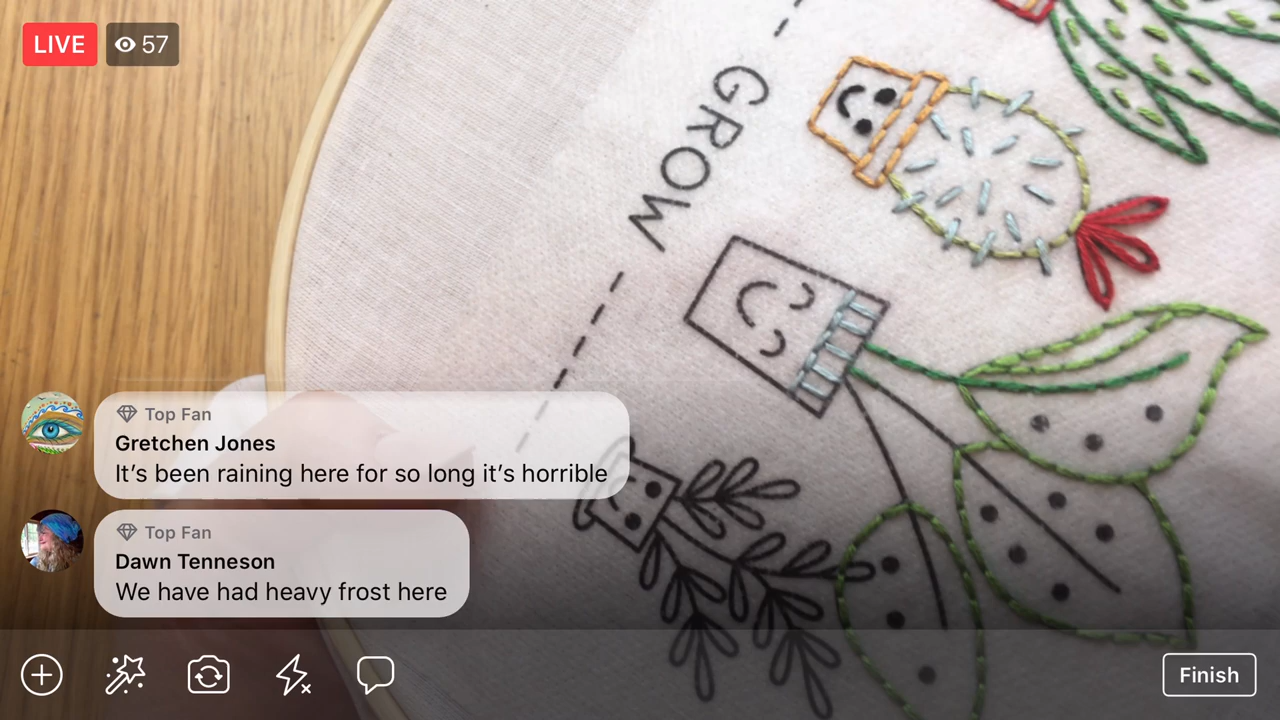 LIVE 57
GROW
Top Fan
Gretchen Jones
It’s been raining here for so long it’s horrible
Top Fan
Dawn Tenneson
We have had heavy frost here
Finish